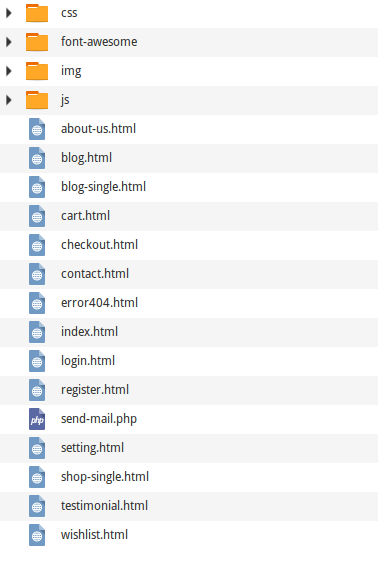 css
font-awesome
img
js
about-us.html
blog.html
blog-single.html
cart.html
checkout.html
contact.html
error404.html
index.html
login.html
register.html
php send-mail.php
setting.html
shop-single.html
testimonial.html
wishlist.html